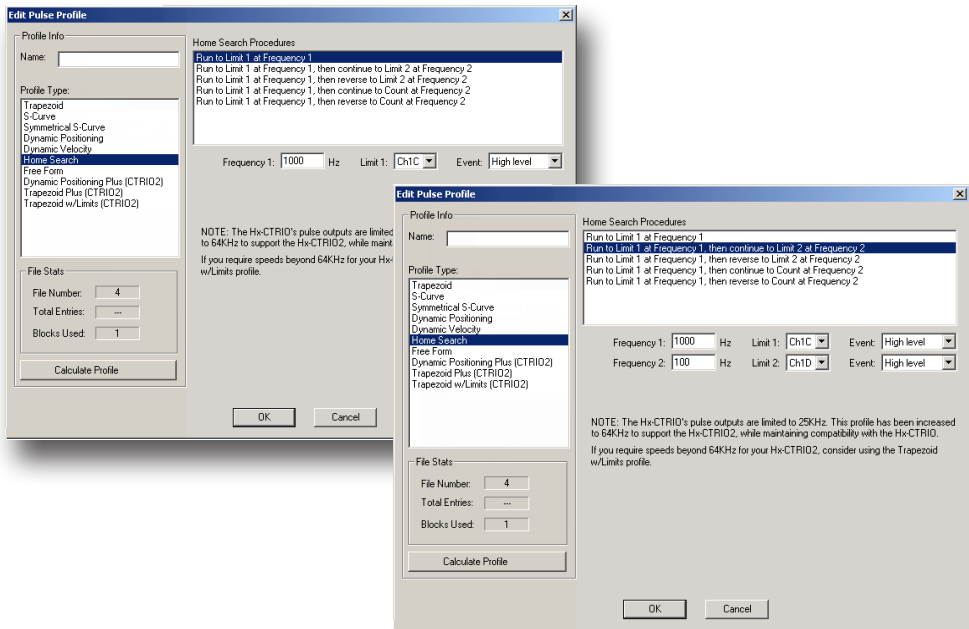 Edit Pulse Profile
Profile Info
Name:
Profile Type:
Trapezoid
S-Curve
Symmetrical S-Curve
Dynamic Positioning
Dynamic Velocity
Home Search
Free Form
Dynamic Positioning Plus (CTRIO2)
Trapezoid Plus (CTRIO2)
Trapezoid w/Limits (CTRIO2)
File Stats
File Number: 4
Total Entries: ---
Blocks Used: 1
Calculate Profile
Home Search Procedures
Run to Limit 1 at Frequency 1
Run to Limit 1 at Frequency 1, then continue to Limit 2 at Frequency 2
Run to Limit 1 at Frequency 1, then reverse to Limit 2 at Frequency 2
Run to Limit 1 at Frequency 1, then continue to Count at Frequency 2
Run to Limit 1 at Frequency 1, then reverse to Count at Frequency 2
Frequency 1: 1000 Hz Limit 1: Ch1C Event: High level
NOTE: The Hx-CTRIO's pulse outputs are limited
to 64KHz to support the Hx-CTRIO2, while maint
If you require speeds beyond 64KHz for your Hx-
w/Limits profile.
OK Cancel
Edit Pulse Profile
Profile Info
Name:
Profile Type:
Trapezoid
S-Curve
Symmetrical S-Curve
Dynamic Positioning
Dynamic Velocity
Home Search
Free Form
Dynamic Positioning Plus (CTRIO2)
Trapezoid Plus (CTRIO2)
Trapezoid w/Limits (CTRIO2)
File Stats
File Number: 4
Total Entries: ---
Blocks Used: 1
Calculate Profile
Home Search Procedures
Run to Limit 1 at Frequency 1
Run to Limit 1 at Frequency 1, then continue to Limit 2 at Frequency 2
Run to Limit 1 at Frequency 1, then reverse to Limit 2 at Frequency 2
Run to Limit 1 at Frequency 1, then continue to Count at Frequency 2
Run to Limit 1 at Frequency 1, then reverse to Count at Frequency 2
Frequency 1: 1000 Hz Limit 1: Ch1C Event: High level
Frequency 2: 100 Hz Limit 2: Ch1D Event: High level
NOTE: The Hx-CTRIO's pulse outputs are limited to 25KHz. This profile has been increased
to 64KHz to support the Hx-CTRIO2, while maintaining compatibility with the Hx-CTRIO.
If you require speeds beyond 64KHz for your Hx-CTRIO2, consider using the Trapezoid
w/Limits profile.
OK Cancel